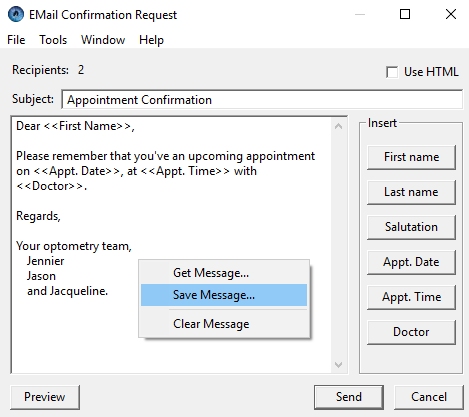 EMail Confirmation Request
File Tools Window Help
Recipients: 2
Use HTML
Subject: Appointment Confirmation
Dear <<First Name>>,
Please remember that you've an upcoming appointment
on <<Appt. Date>>, at <<Appt. Time>> with
<<Doctor>>.
Regards,
Your optometry team,
Jennier
Jason
and Jacqueline.
Get Message...
Save Message...
Clear Message
Insert
First name
Last name
Salutation
Appt. Date
Appt. Time
Doctor
Preview
Send
Cancel